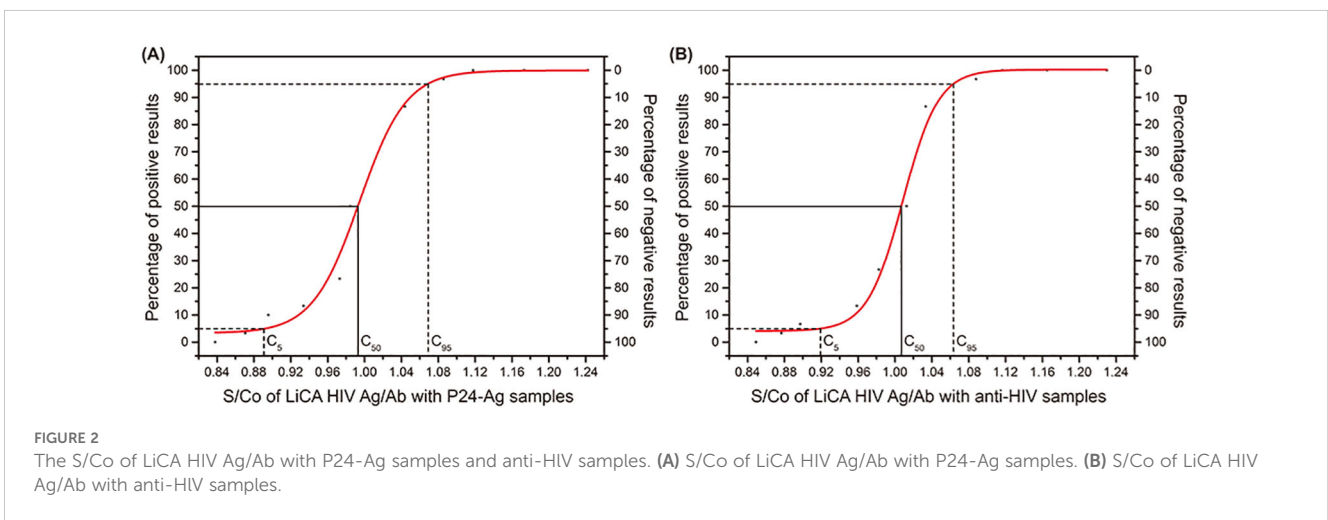 (A)
100
90
80
70
60
50
40
30
20
10
0
Percentage of positive results
0
10
20
30
40
50
60
70
80
90
100
Percentage of negative results
C5
C50
C95
0.84 0.88 0.92 0.96 1.00 1.04 1.08 1.12 1.16 1.20 1.24
S/Co of LiCA HIV Ag/Ab with P24-Ag samples
(B)
100
90
80
70
60
50
40
30
20
10
0
Percentage of positive results
0
10
20
30
40
50
60
70
80
90
100
Percentage of negative results
C5
C50
C95
0.84 0.88 0.92 0.96 1.00 1.04 1.08 1.12 1.16 1.20 1.24
S/Co of LiCA HIV Ag/Ab with anti-HIV samples
FIGURE 2
The S/Co of LiCA HIV Ag/Ab with P24-Ag samples and anti-HIV samples. (A) S/Co of LiCA HIV Ag/Ab with P24-Ag samples. (B) S/Co of LiCA HIV
Ag/Ab with anti-HIV samples.